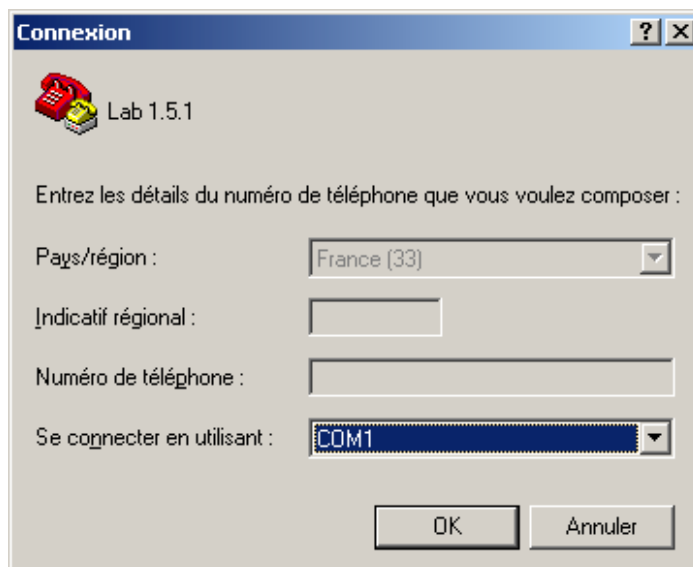 Connexion
Lab 1.5.1
Entrez les détails du numéro de téléphone que vous voulez composer :
Pays/région : France (33)
Indicatif régional :
Numéro de téléphone :
Se connecter en utilisant : COM1
OK Annuler